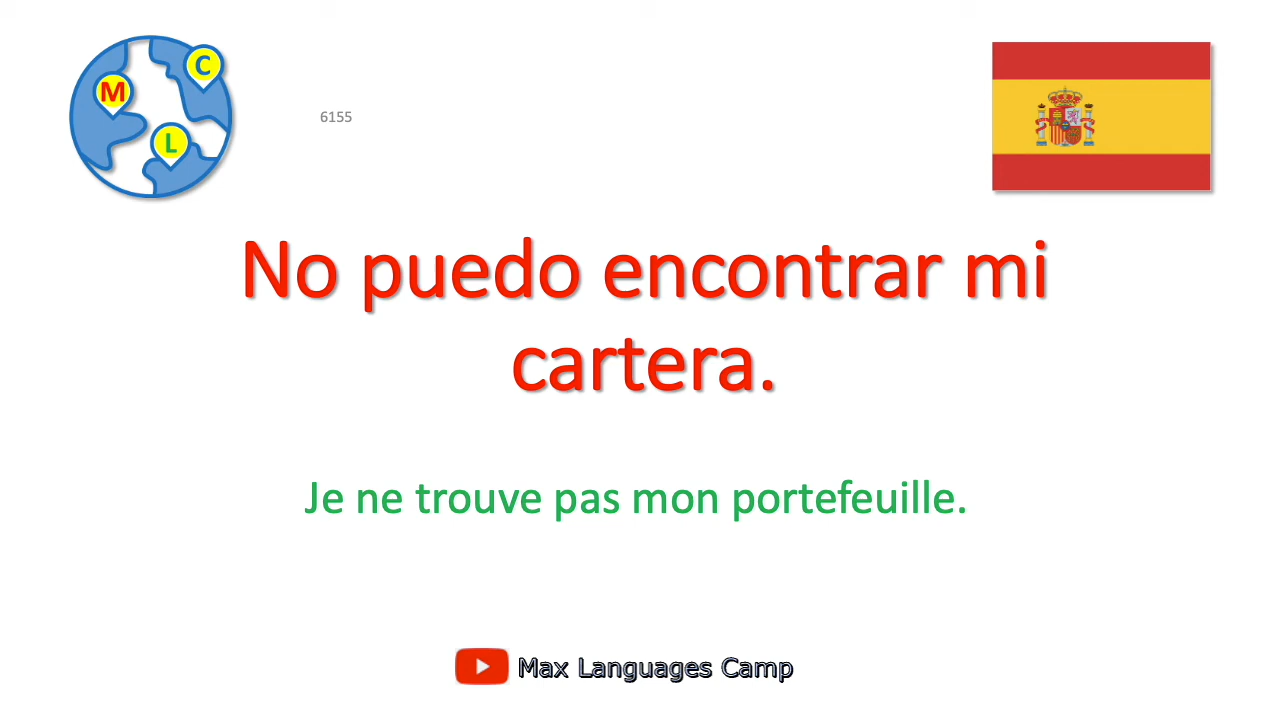 M
C
L
6155
No puedo encontrar mi
cartera.
Je ne trouve pas mon portefeuille.
Max Languages Camp